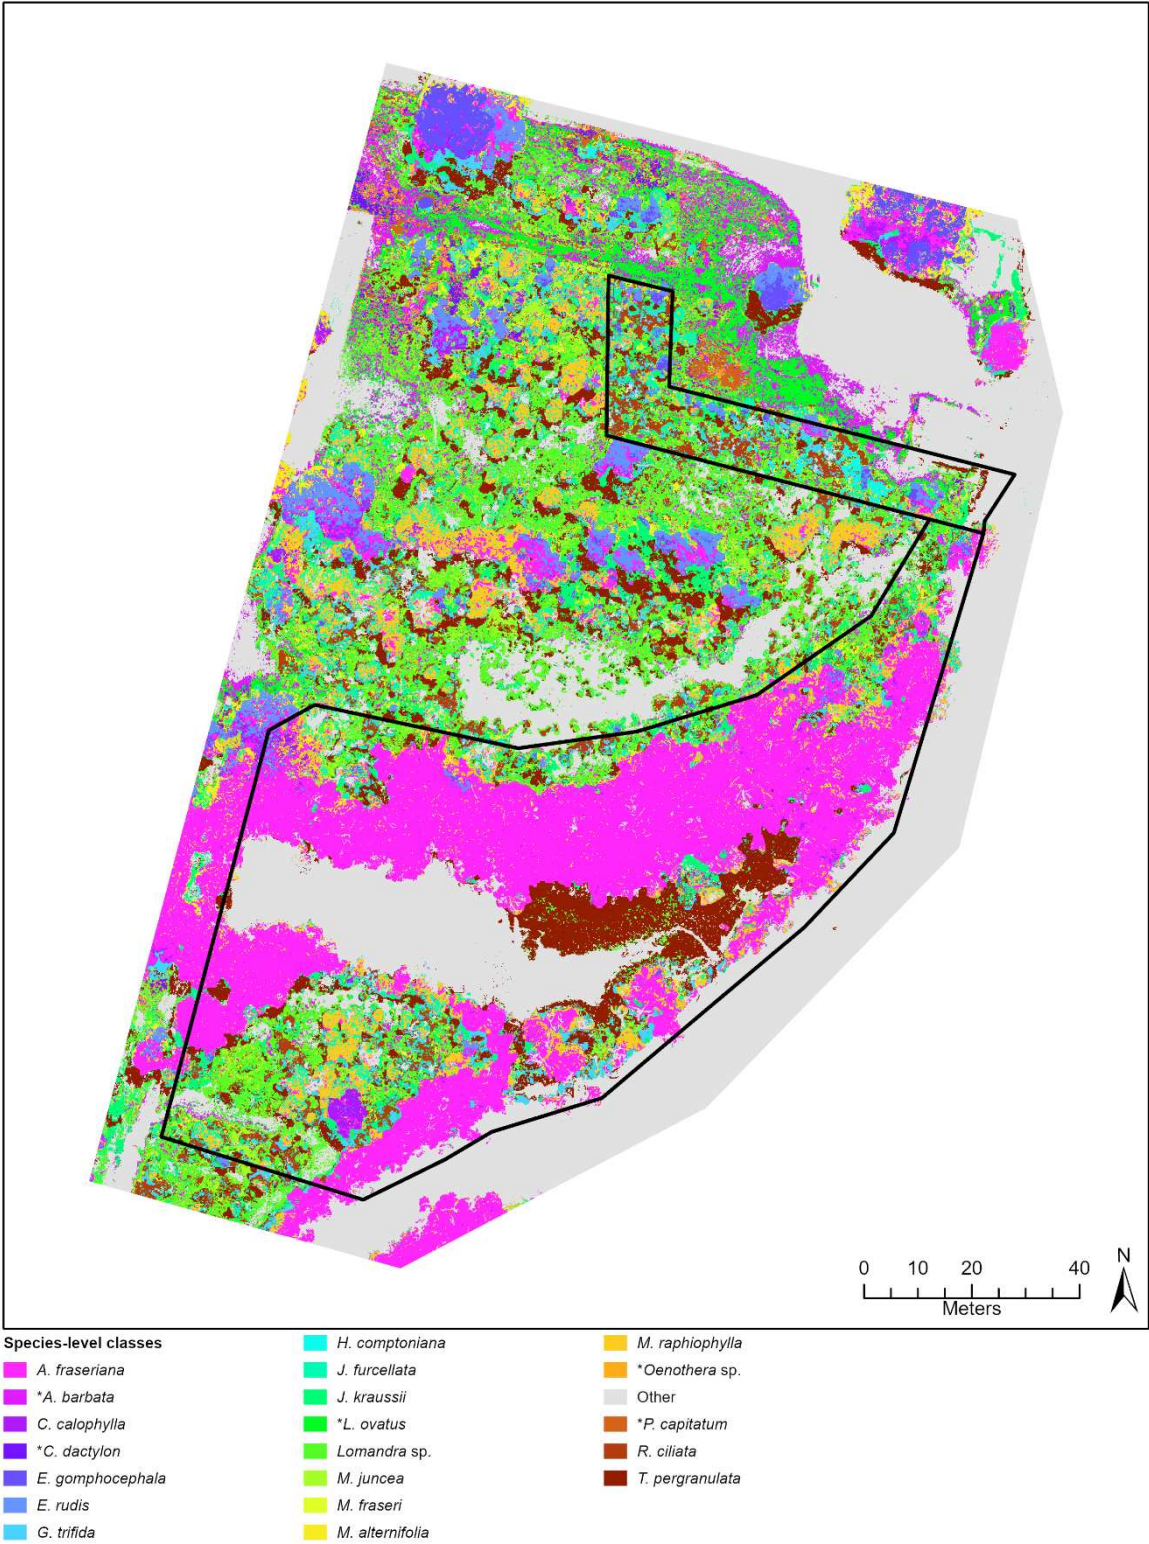 N
0 10 20 40
Meters
Species-level classes
A. fraseriana
*A. barbata
C. calophylla
*C. dactylon
E. gomphocephala
E. rudis
G. trifida
H. comptoniana
J. furcellata
J. kraussii
*L. ovatus
Lomandra sp.
M. juncea
M. fraseri
M. alternifolia
M. raphiophylla
*Oenothera sp.
Other
*P. capitatum
R. ciliata
T. pergranulata